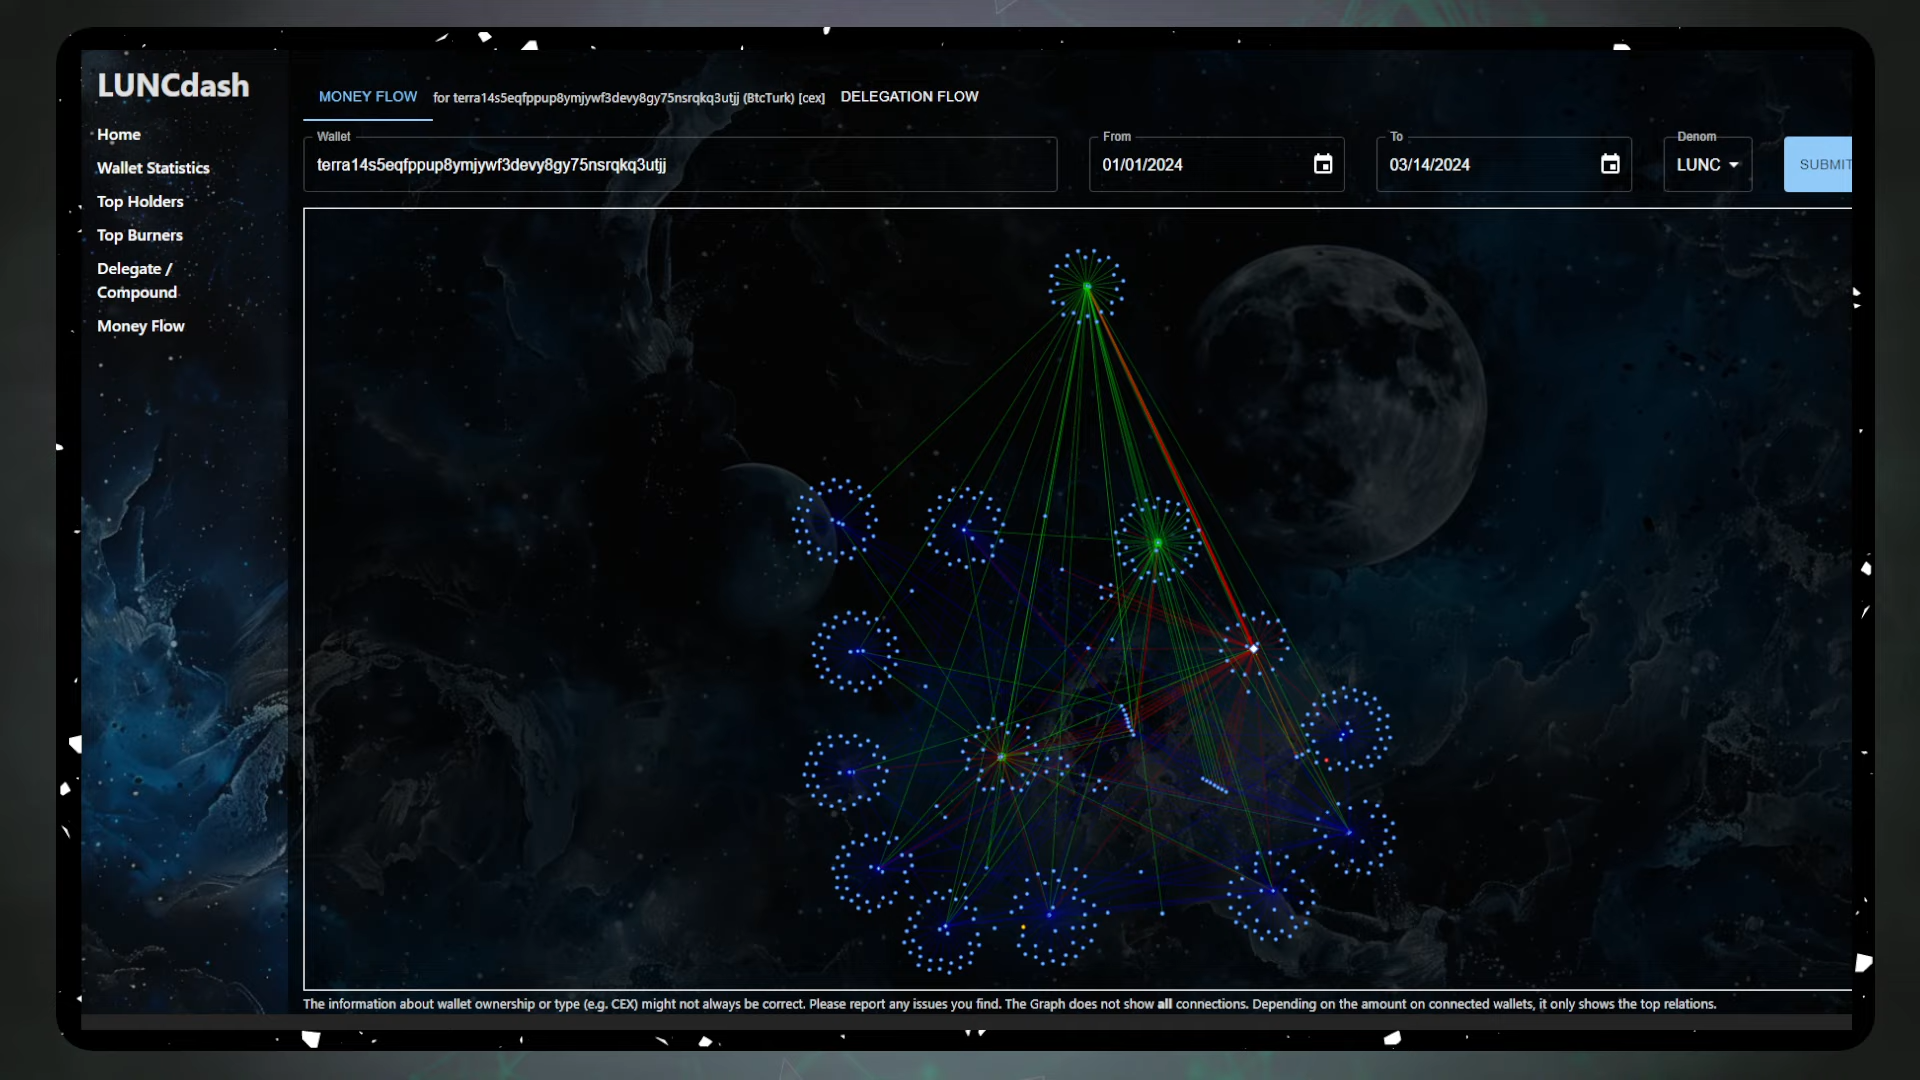 LUNCdash
Home
Wallet Statistics
Top Holders
Top Burners
Delegate /
Compound
Money Flow
MONEY FLOW for terra14s5eqfppup8ymjywf3devy8gy75nsrqkq3utjj (BtcTurk) [cex] DELEGATION FLOW
Wallet From To Denom
terra14s5eqfppup8ymjywf3devy8gy75nsrqkq3utjj 01/01/2024 03/14/2024 LUNC SUBMIT
The information about wallet ownership or type (e.g. CEX) might not always be correct. Please report any issues you find. The Graph does not show all connections. Depending on the amount on connected wallets, it only shows the top relations.